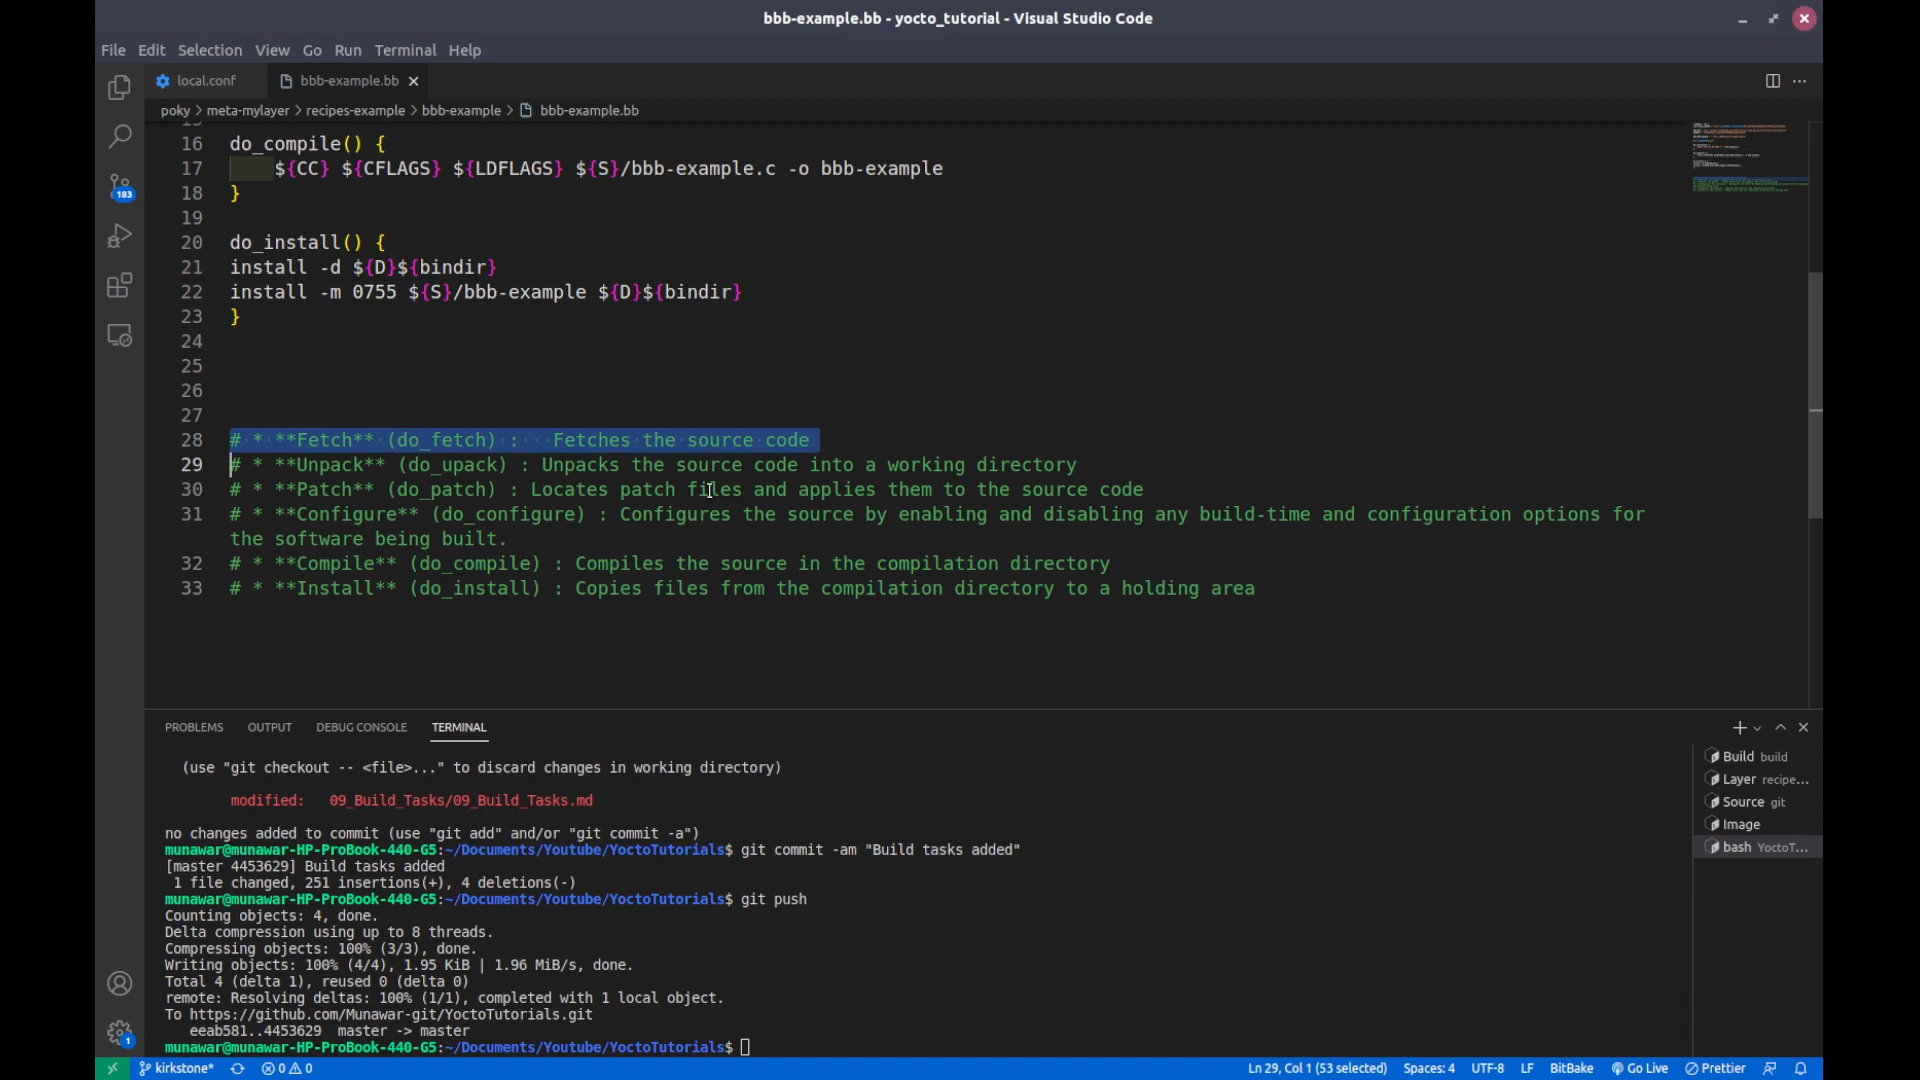 bbb-example.bb - yocto_tutorial - Visual Studio Code
File Edit Selection View Go Run Terminal Help
local.conf bbb-example.bb
poky > meta-mylayer > recipes-example > bbb-example > bbb-example.bb
16 do_compile() {
17 ${CC} ${CFLAGS} ${LDFLAGS} ${S}/bbb-example.c -o bbb-example
18 }
19
20 do_install() {
21 install -d ${D}${bindir}
22 install -m 0755 ${S}/bbb-example ${D}${bindir}
23 }
24
25
26
27
28 # * **Fetch** (do_fetch) :   Fetches the source code
29 # * **Unpack** (do_upack) : Unpacks the source code into a working directory
30 # * **Patch** (do_patch) : Locates patch files and applies them to the source code
31 # * **Configure** (do_configure) : Configures the source by enabling and disabling any build-time and configuration options for
the software being built.
32 # * **Compile** (do_compile) : Compiles the source in the compilation directory
33 # * **Install** (do_install) : Copies files from the compilation directory to a holding area
183
PROBLEMS OUTPUT DEBUG CONSOLE TERMINAL
(use "git checkout -- <file>..." to discard changes in working directory)
modified: 09_Build_Tasks/09_Build_Tasks.md
no changes added to commit (use "git add" and/or "git commit -a")
munawar@munawar-HP-ProBook-440-G5:~/Documents/Youtube/YoctoTutorials$ git commit -am "Build tasks added"
[master 4453629] Build tasks added
1 file changed, 251 insertions(+), 4 deletions(-)
munawar@munawar-HP-ProBook-440-G5:~/Documents/Youtube/YoctoTutorials$ git push
Counting objects: 4, done.
Delta compression using up to 8 threads.
Compressing objects: 100% (3/3), done.
Writing objects: 100% (4/4), 1.95 KiB | 1.96 MiB/s, done.
Total 4 (delta 1), reused 0 (delta 0)
remote: Resolving deltas: 100% (1/1), completed with 1 local object.
To https://github.com/Munawar-git/YoctoTutorials.git
eeab581..4453629 master -> master
munawar@munawar-HP-ProBook-440-G5:~/Documents/Youtube/YoctoTutorials$
Build build
Layer recipe...
Source git
Image
bash YoctoT...
1
kirkstone* 0 0 Ln 29, Col 1 (53 selected) Spaces: 4 UTF-8 LF BitBake Go Live Prettier